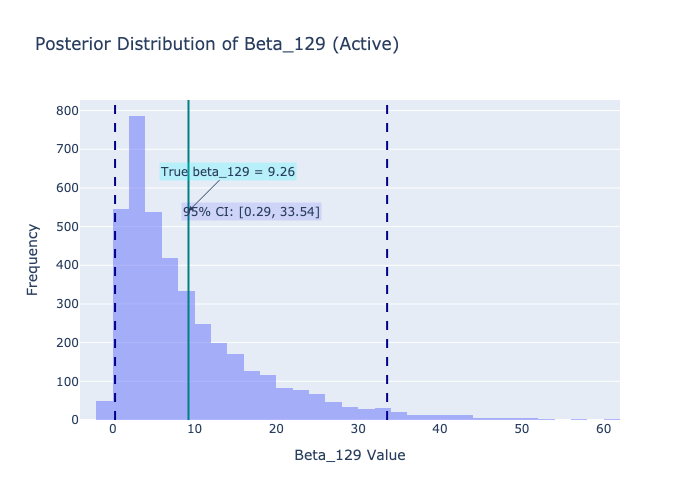 Posterior Distribution of Beta_129 (Active)
800
700
600
500
400
300
200
100
0
Frequency
True beta_129 = 9.26
95% CI: [0.29, 33.54]
0 10 20 30 40 50 60
Beta_129 Value